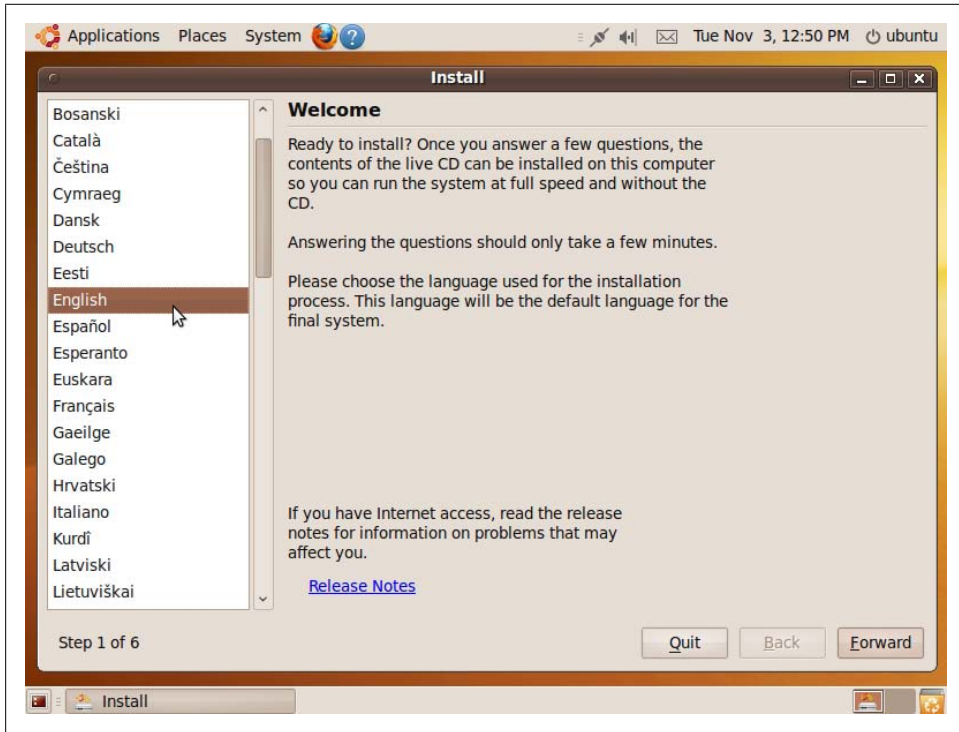 Applications Places System ? Tue Nov 3, 12:50 PM ubuntu
Install
Bosanski
Català
Čeština
Cymraeg
Dansk
Deutsch
Eesti
English
Español
Esperanto
Euskara
Français
Gaeilge
Galego
Hrvatski
Italiano
Kurdî
Latviski
Lietuviškai
Welcome
Ready to install? Once you answer a few questions, the
contents of the live CD can be installed on this computer
so you can run the system at full speed and without the
CD.
Answering the questions should only take a few minutes.
Please choose the language used for the installation
process. This language will be the default language for the
final system.
If you have Internet access, read the release
notes for information on problems that may
affect you.
Release Notes
Step 1 of 6 Quit Back Forward
Install